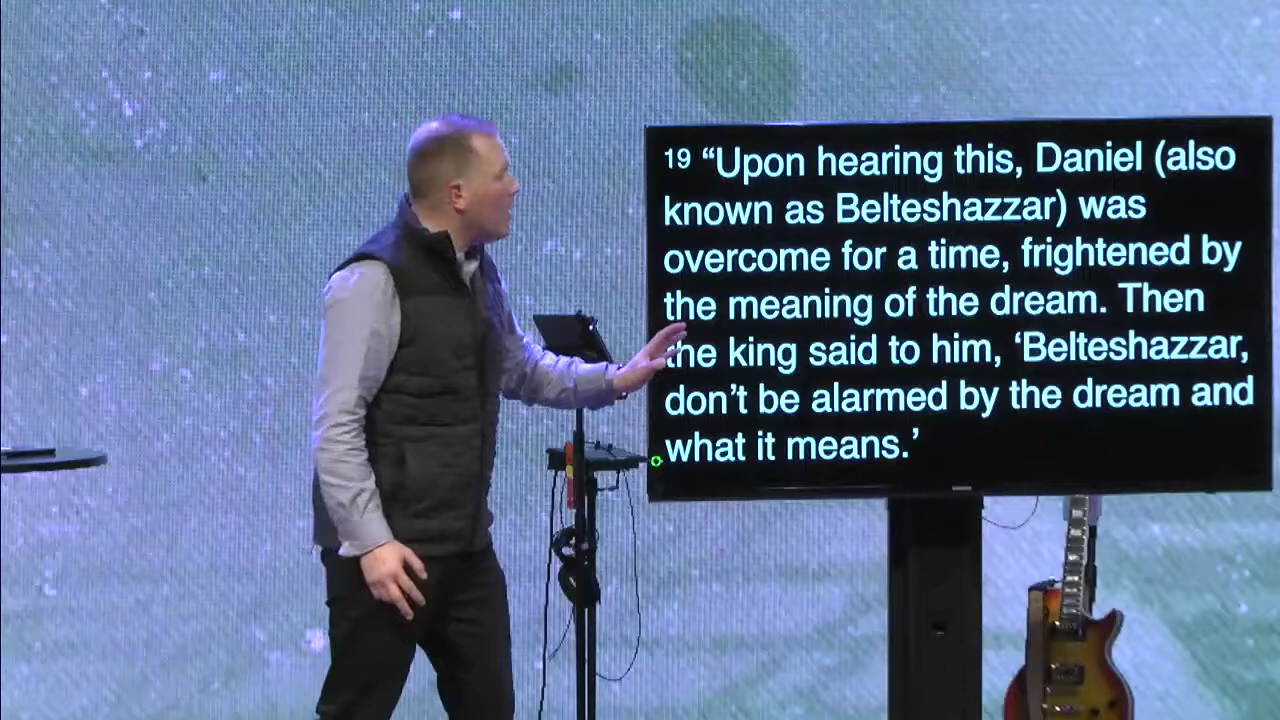 19 “Upon hearing this, Daniel (also
known as Belteshazzar) was
overcome for a time, frightened by
the meaning of the dream. Then
the king said to him, ‘Belteshazzar,
don’t be alarmed by the dream and
what it means.’